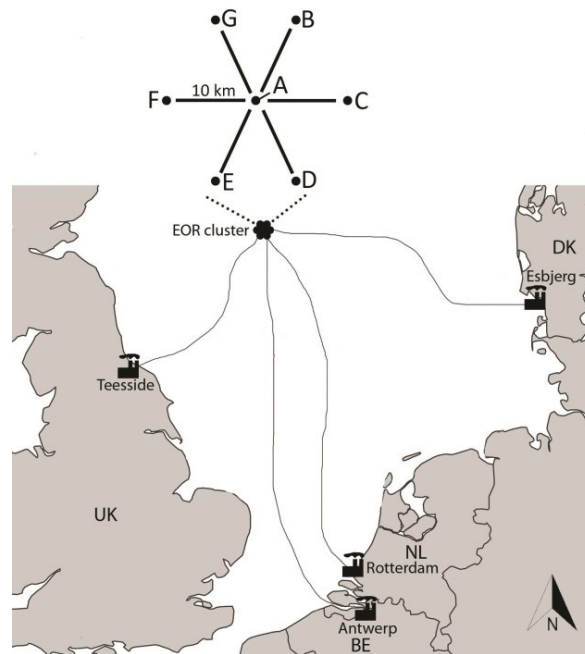 G
B
A
F
10 km
C
E
D
EOR cluster
DK
Esbjerg
Teesside
UK
NL
Rotterdam
Antwerp
BE
N